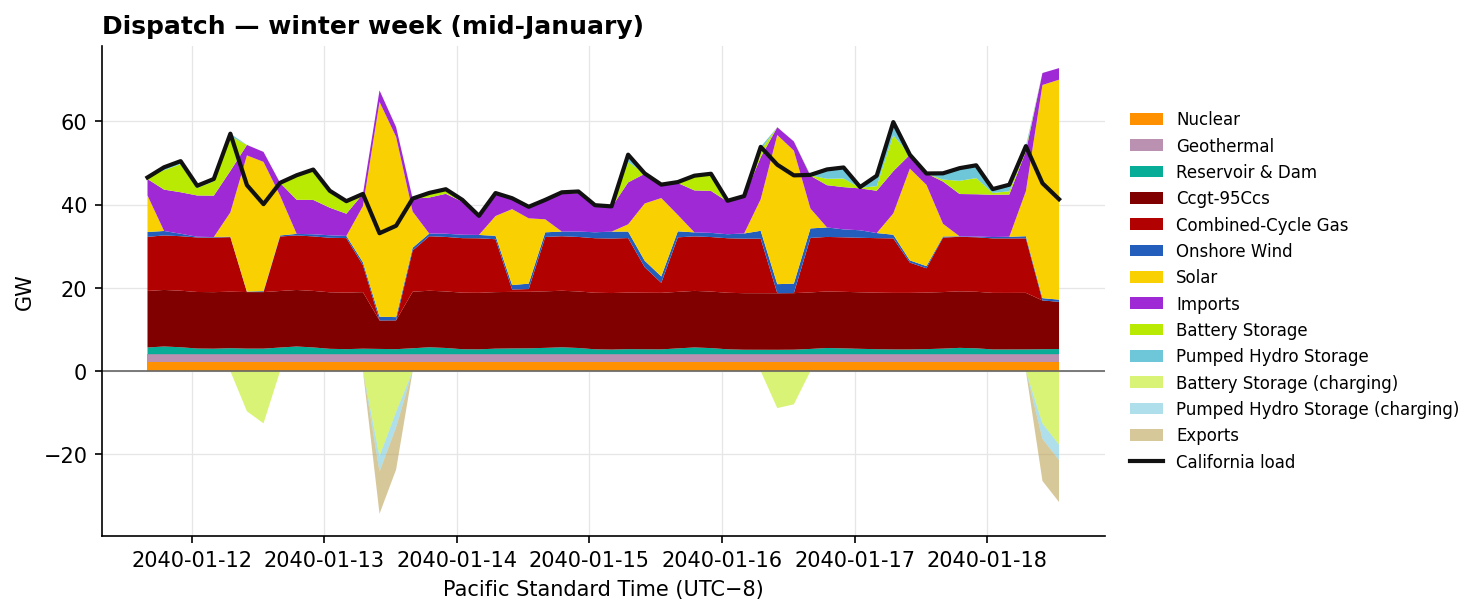 Dispatch — winter week (mid-January)
GW
60
40
20
0
−20
2040-01-12 2040-01-13 2040-01-14 2040-01-15 2040-01-16 2040-01-17 2040-01-18
Pacific Standard Time (UTC−8)
Nuclear
Geothermal
Reservoir & Dam
Ccgt-95Ccs
Combined-Cycle Gas
Onshore Wind
Solar
Imports
Battery Storage
Pumped Hydro Storage
Battery Storage (charging)
Pumped Hydro Storage (charging)
Exports
California load